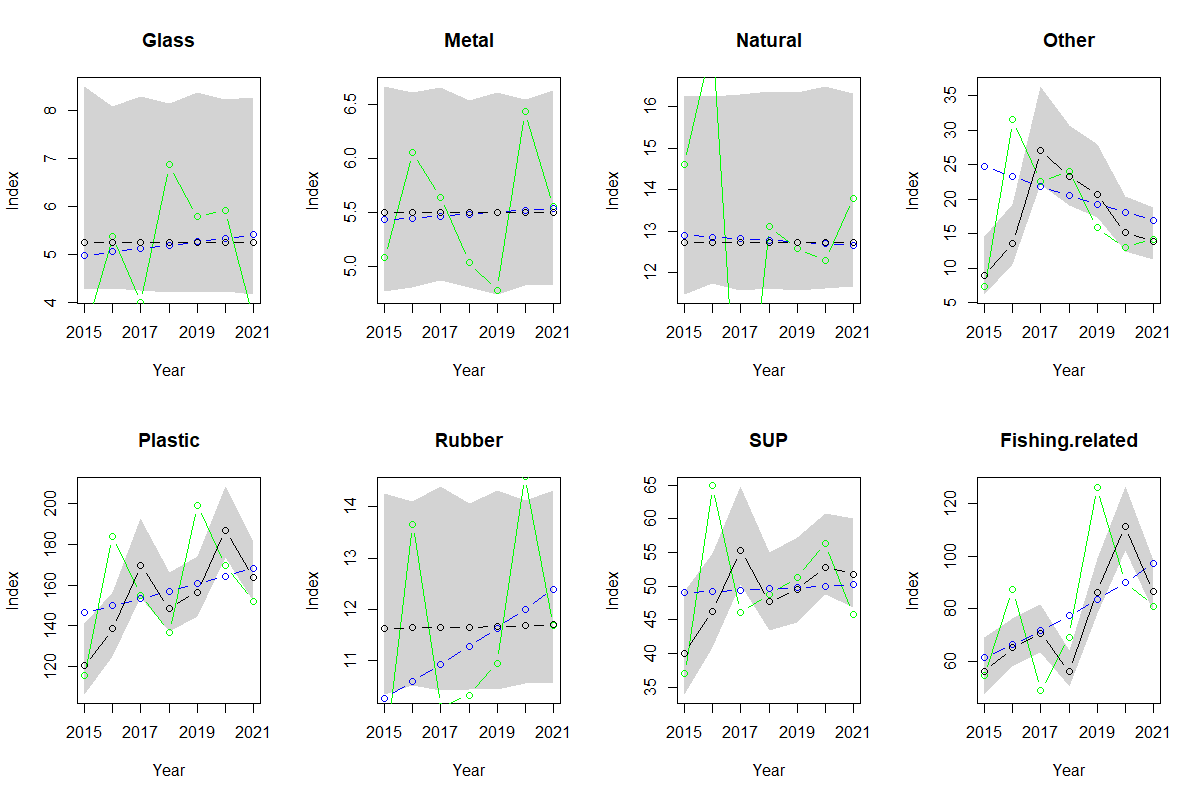 Glass
Index
8
7
6
5
4
2015 2017 2019 2021
Year
Metal
Index
6.5
6.0
5.5
5.0
2015 2017 2019 2021
Year
Natural
Index
16
15
14
13
12
2015 2017 2019 2021
Year
Other
Index
35
30
25
20
15
10
5
2015 2017 2019 2021
Year
Plastic
Index
200
180
160
140
120
2015 2017 2019 2021
Year
Rubber
Index
14
13
12
11
2015 2017 2019 2021
Year
SUP
Index
65
60
55
50
45
40
35
2015 2017 2019 2021
Year
Fishing.related
Index
120
100
80
60
2015 2017 2019 2021
Year